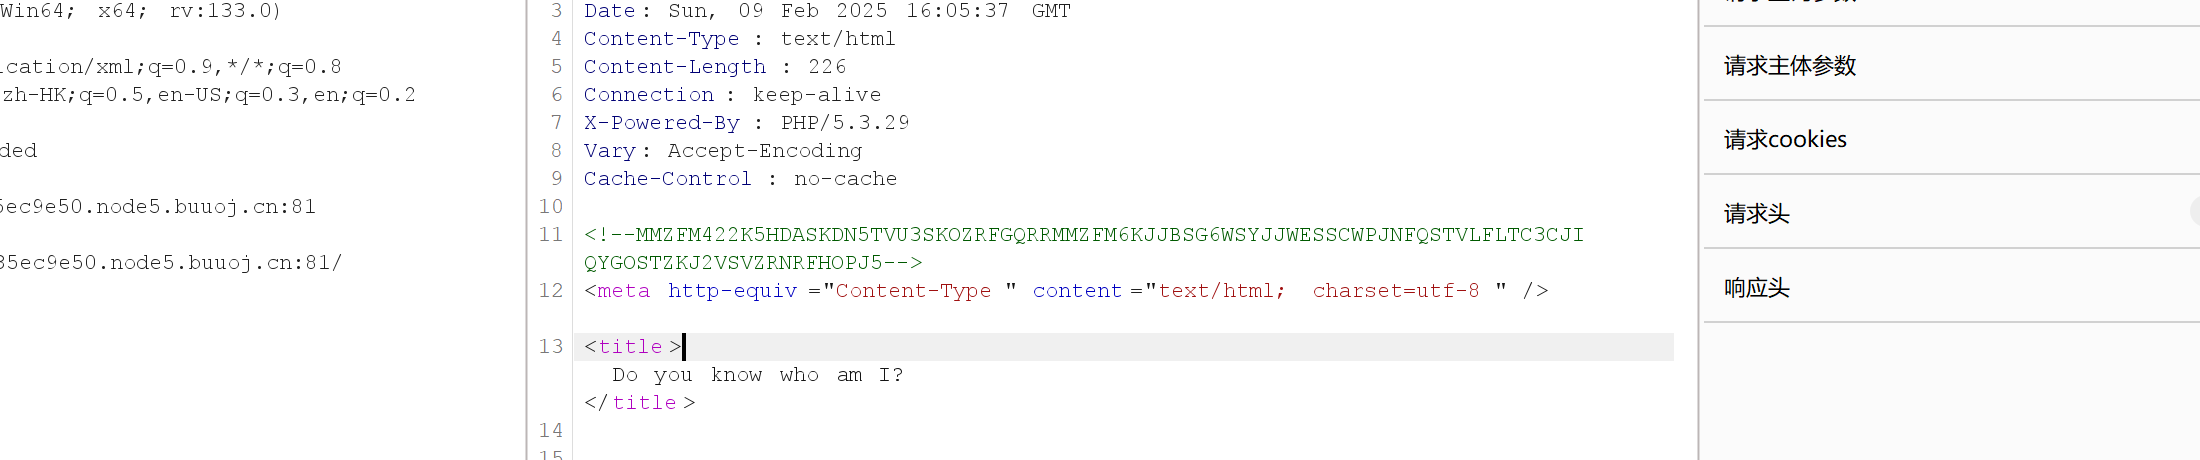 Win64; x64; rv:133.0)
ication/xml;q=0.9,*/*;q=0.8
zh-HK;q=0.5,en-US;q=0.3,en;q=0.2
ded
5ec9e50.node5.buuoj.cn:81
35ec9e50.node5.buuoj.cn:81/
3 Date: Sun, 09 Feb 2025 16:05:37 GMT
4 Content-Type : text/html
5 Content-Length : 226
6 Connection : keep-alive
7 X-Powered-By : PHP/5.3.29
8 Vary: Accept-Encoding
9 Cache-Control : no-cache
10
11 <!--MMZFM422K5HDASKDN5TVU3SKOZRFGQRRMMZFM6KJJBSG6WSYJJWESSCWPJNFQSTVLFLTC3CJI
QYGOSTZKJ2VSVZRNRFHOPJ5-->
12 <meta http-equiv ="Content-Type " content ="text/html; charset=utf-8 " />
13 <title >
Do you know who am I?
</title >
14
15
请求主体参数
请求cookies
请求头
响应头